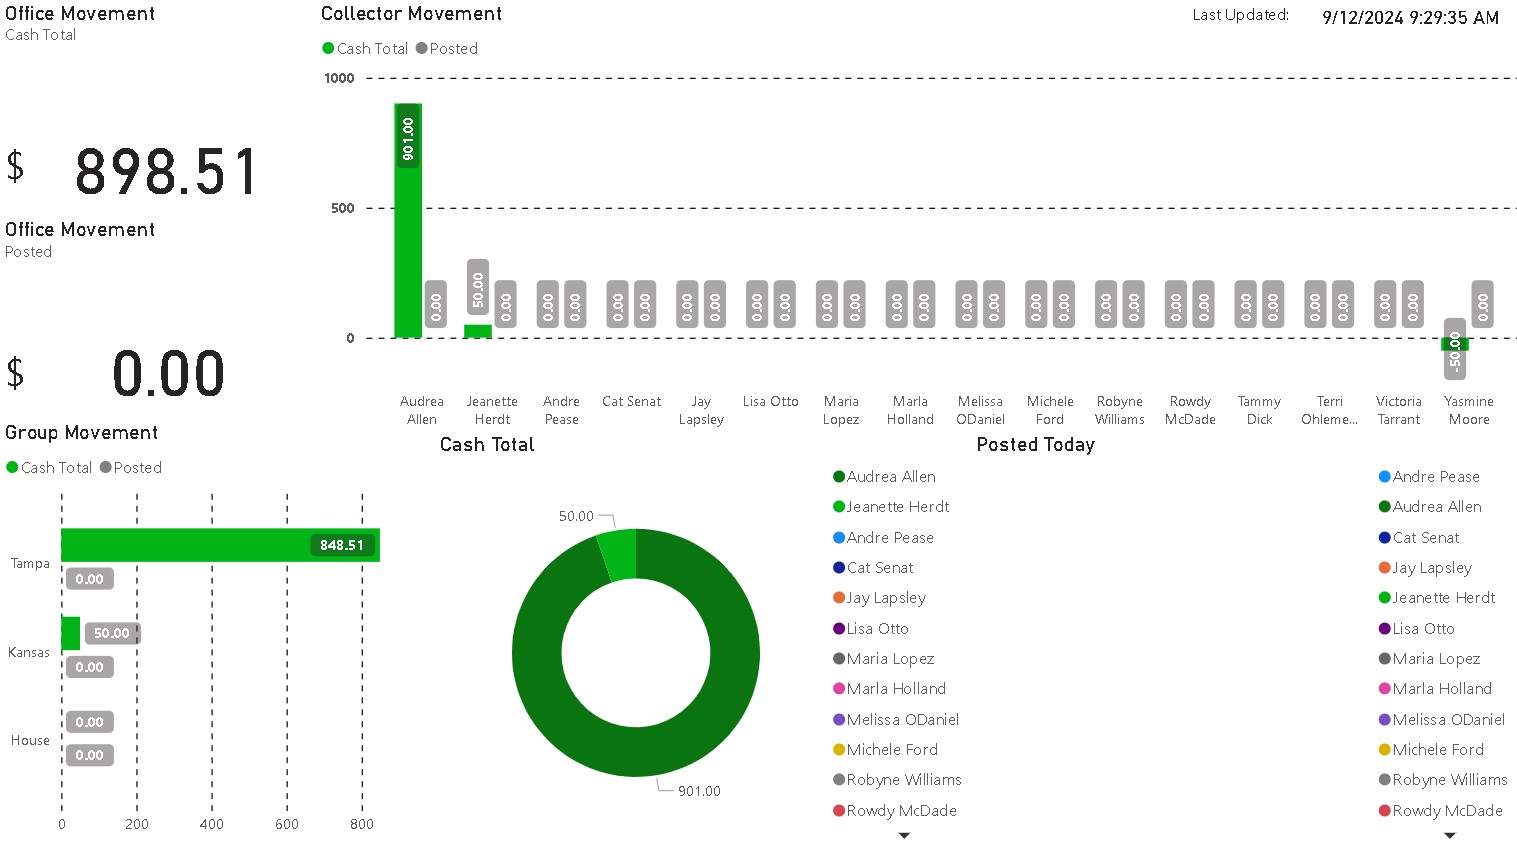 Office Movement
Cash Total
$ 898.51
Office Movement
Posted
$ 0.00
Group Movement
Cash Total Posted
Tampa
848.51
0.00
Kansas
50.00
0.00
House
0.00
0.00
0 200 400 600 800
Collector Movement
Cash Total Posted
Last Updated: 9/12/2024 9:29:35 AM
1000
500
0
901.00 0.00 50.00 0.00 0.00 0.00 0.00 0.00 0.00 0.00 0.00 0.00 0.00 0.00 0.00 0.00 0.00 0.00 0.00 0.00 0.00 0.00 0.00 0.00 0.00 0.00 0.00 0.00 0.00 0.00 -50.00 0.00
Audrea Allen
Jeanette Herdt
Andre Pease
Cat Senat
Jay Lapsley
Lisa Otto
Maria Lopez
Marla Holland
Melissa ODaniel
Michele Ford
Robyne Williams
Rowdy McDade
Tammy Dick
Terri Ohleme...
Victoria Tarrant
Yasmine Moore
Cash Total
50.00
901.00
Audrea Allen
Jeanette Herdt
Andre Pease
Cat Senat
Jay Lapsley
Lisa Otto
Maria Lopez
Marla Holland
Melissa ODaniel
Michele Ford
Robyne Williams
Rowdy McDade
Posted Today
Andre Pease
Audrea Allen
Cat Senat
Jay Lapsley
Jeanette Herdt
Lisa Otto
Maria Lopez
Marla Holland
Melissa ODaniel
Michele Ford
Robyne Williams
Rowdy McDade